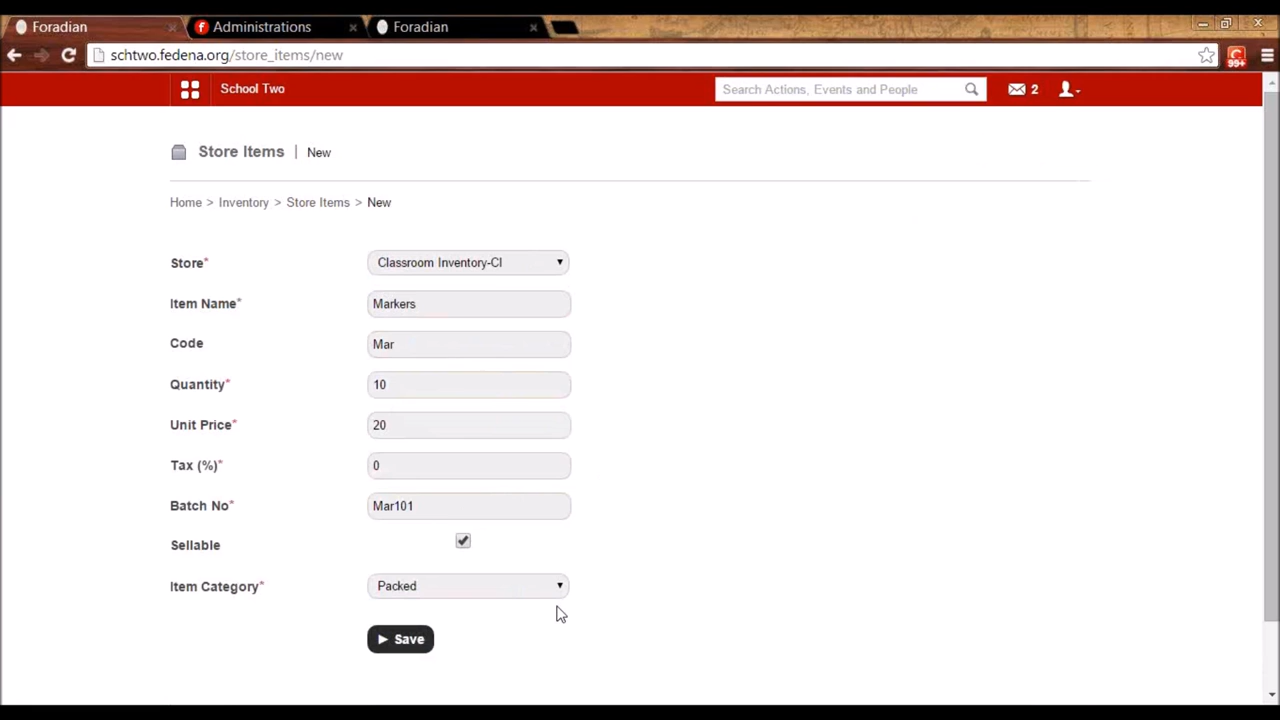 Foradian
Administrations
Foradian
schtwo.fedena.org/store_items/new
99+
School Two
Search Actions, Events and People
2
Store Items | New
Home > Inventory > Store Items > New
Store* Classroom Inventory-CI
Item Name* Markers
Code Mar
Quantity* 10
Unit Price* 20
Tax (%)* 0
Batch No* Mar101
Sellable
Item Category* Packed
Save